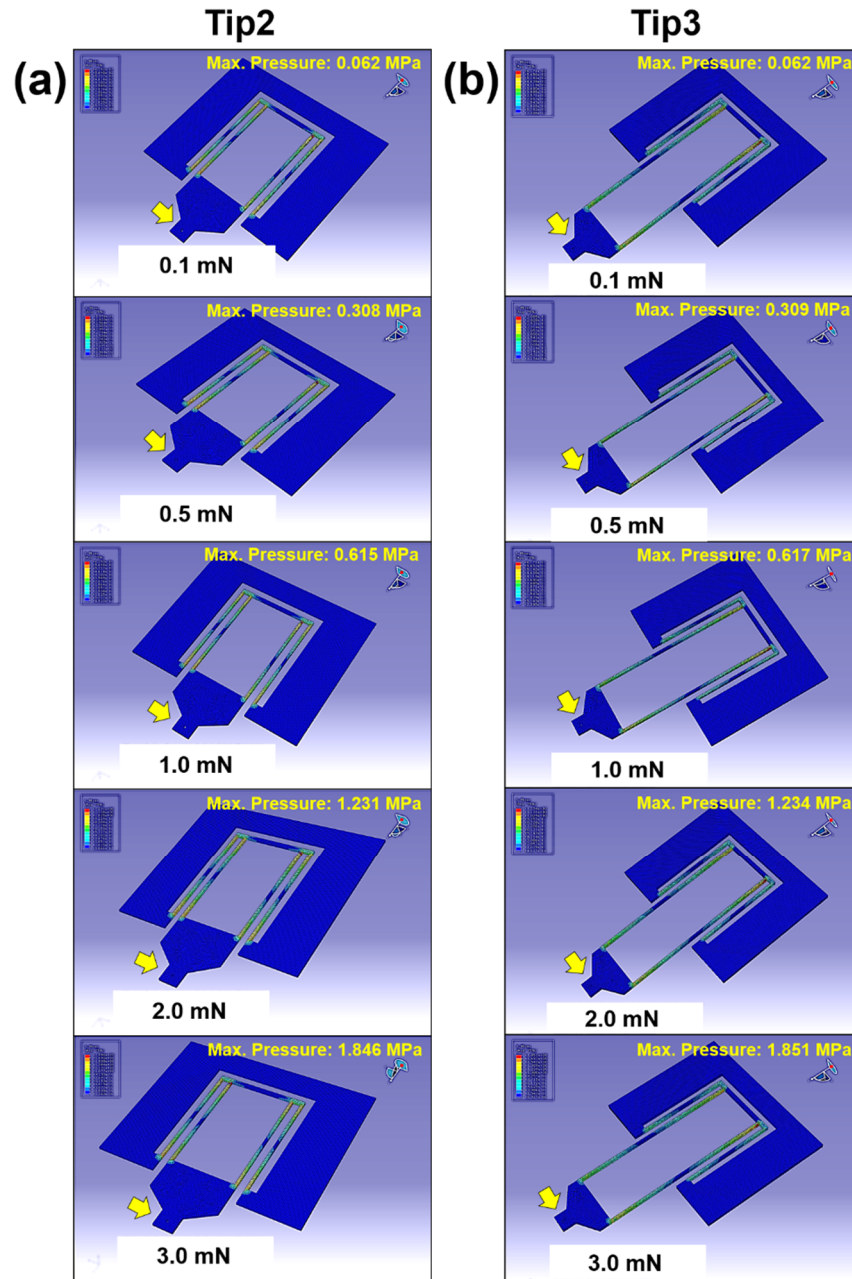 Tip2
Tip3
(a)
Max. Pressure: 0.062 MPa
0.1 mN
Max. Pressure: 0.308 MPa
0.5 mN
Max. Pressure: 0.615 MPa
1.0 mN
Max. Pressure: 1.231 MPa
2.0 mN
Max. Pressure: 1.846 MPa
3.0 mN
(b)
Max. Pressure: 0.062 MPa
0.1 mN
Max. Pressure: 0.309 MPa
0.5 mN
Max. Pressure: 0.617 MPa
1.0 mN
Max. Pressure: 1.234 MPa
2.0 mN
Max. Pressure: 1.851 MPa
3.0 mN